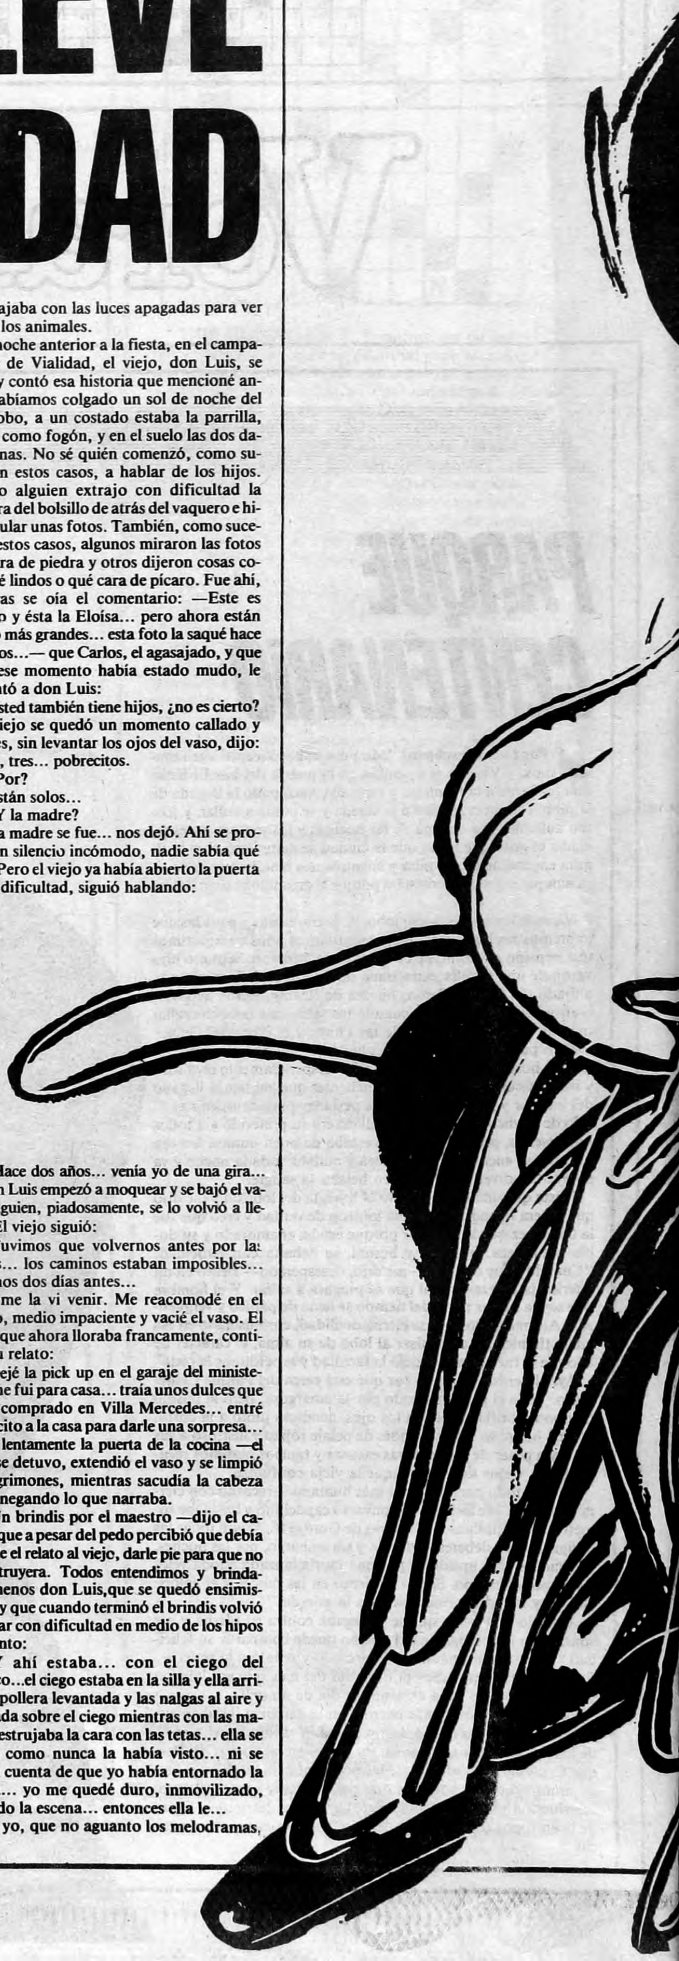 LEVE
DAD
ajaba con las luces apagadas para ver
los animales.
noche anterior a la fiesta, en el campa-
de Vialidad, el viejo, don Luis, se
y contó esa historia que mencioné an-
abíamos colgado un sol de noche del
obo, a un costado estaba la parrilla,
como fogón, y en el suelo las dos da-
nas. No sé quién comenzó, como su-
n estos casos, a hablar de los hijos.
o alguien extrajo con dificultad la
ra del bolsillo de atrás del vaquero e hi-
ular unas fotos. También, como suce-
estos casos, algunos miraron las fotos
ra de piedra y otros dijeron cosas co-
é lindos o qué cara de pícaro. Fue ahí,
ras se oía el comentario: —Este es
o y ésta la Eloísa... pero ahora están
o más grandes... esta foto la saqué hace
os...— que Carlos, el agasajado, y que
ese momento había estado mudo, le
ntó a don Luis:
sted también tiene hijos, ¿no es cierto?
iejo se quedó un momento callado y
es, sin levantar los ojos del vaso, dijo:
, tres... pobrecitos.
Por?
stán solos...
Y la madre?
a madre se fue... nos dejó. Ahí se pro-
n silencio incómodo, nadie sabía qué
Pero el viejo ya había abierto la puerta
dificultad, siguió hablando:
Hace dos años... venía yo de una gira...
n Luis empezó a moquear y se bajó el va-
guien, piadosamente, se lo volvió a lle-
El viejo siguió:
uvimos que volvernos antes por la
s... los caminos estaban imposibles...
nos dos días antes...
me la vi venir. Me reacomodé en el
o, medio impaciente y vacié el vaso. El
que ahora lloraba francamente, conti-
u relato:
ejé la pick up en el garaje del ministe-
ne fui para casa... traía unos dulces que
comprado en Villa Mercedes... entré
cito a la casa para darle una sorpresa...
lentamente la puerta de la cocina —el
se detuvo, extendió el vaso y se limpió
grimones, mientras sacudía la cabeza
negando lo que narraba.
n brindis por el maestro —dijo el ca-
que a pesar del pedo percibió que debía
e el relato al viejo, darle pie para que no
truyera. Todos entendimos y brinda-
menos don Luis,que se quedó ensimis-
y que cuando terminó el brindis volvió
ar con dificultad en medio de los hipos
nto:
Y ahí estaba... con el ciego del
co...el ciego estaba en la silla y ella arri-
pollera levantada y las nalgas al aire y
da sobre el ciego mientras con las ma-
estrujaba la cara con las tetas... ella se
como nunca la había visto... ni se
cuenta de que yo había entornado la
... yo me quedé duro, inmovilizado,
do la escena... entonces ella le...
yo, que no aguanto los melodramas,